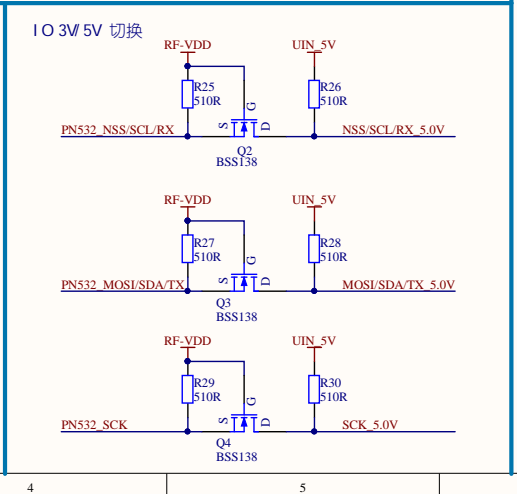 IO 3V/5V 切换
RF-VDD UIN_5V
R25 R26
510R 510R
G
PN532_NSS/SCL/RX S D NSS/SCL/RX_5.0V
Q2
BSS138
RF-VDD UIN_5V
R27 R28
510R 510R
G
PN532_MOSI/SDA/TX S D MOSI/SDA/TX_5.0V
Q3
BSS138
RF-VDD UIN_5V
R29 R30
510R 510R
G
PN532_SCK S D SCK_5.0V
Q4
BSS138
4 5